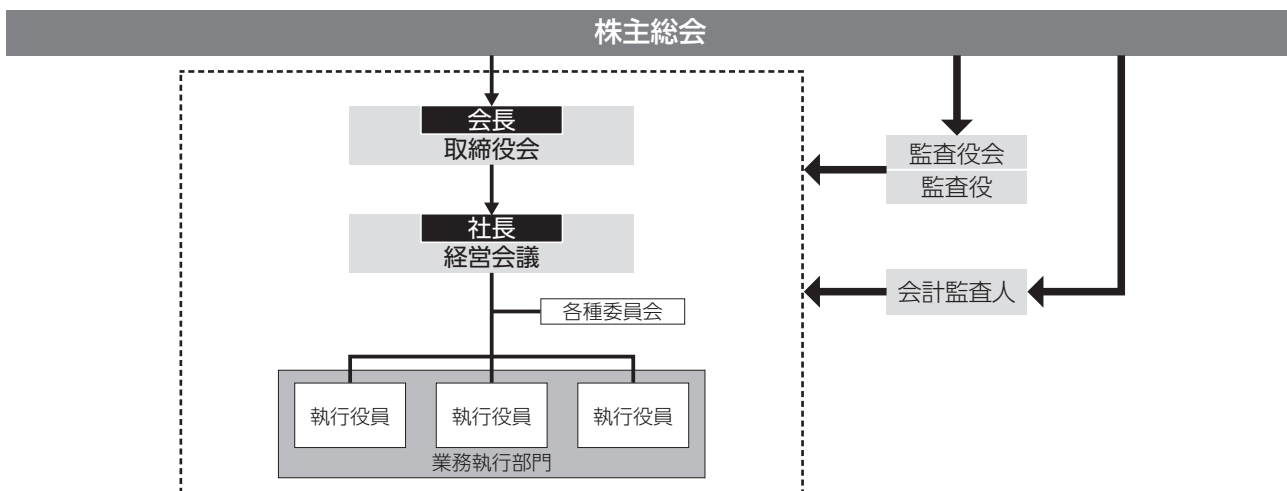 株主総会
会長
取締役会
監査役会
監査役
社長
経営会議
会計監査人
各種委員会
執行役員
執行役員
執行役員
業務執行部門